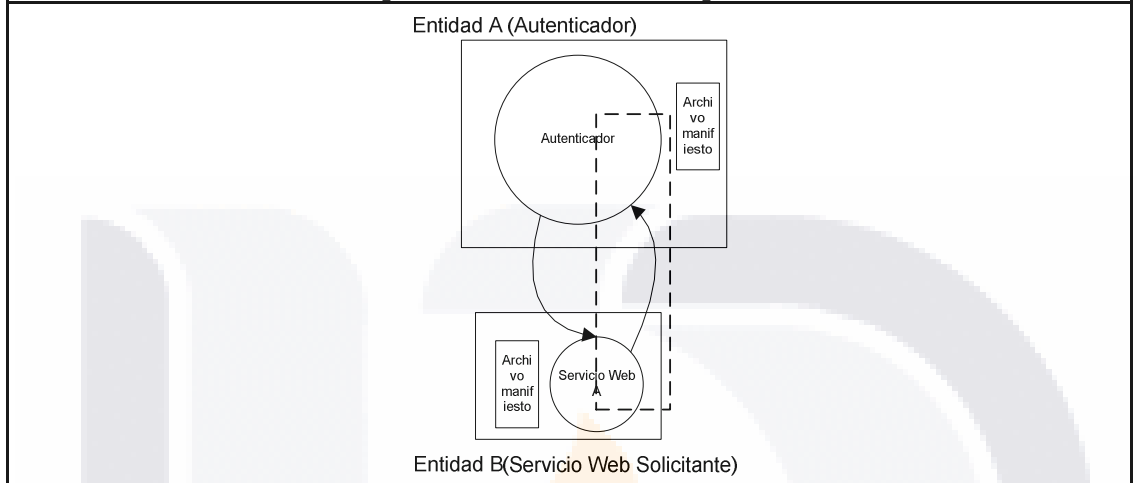 Entidad A (Autenticador)
Autenticador
Archi
vo
manif
iesto
Archi
vo
manif
iesto
Servicio Web
A
Entidad B(Servicio Web Solicitante)